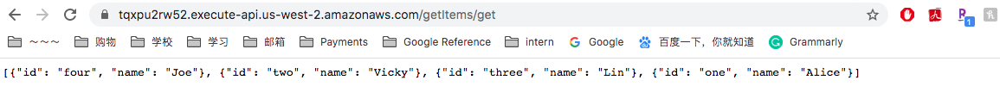 tqxpu2rw52.execute-api.us-west-2.amazonaws.com/getItems/get
R 1
～～～ 购物 学校 学习 邮箱 Payments Google Reference intern G Google 百度一下，你就知道 G Grammarly
[{"id": "four", "name": "Joe"}, {"id": "two", "name": "Vicky"}, {"id": "three", "name": "Lin"}, {"id": "one", "name": "Alice"}]